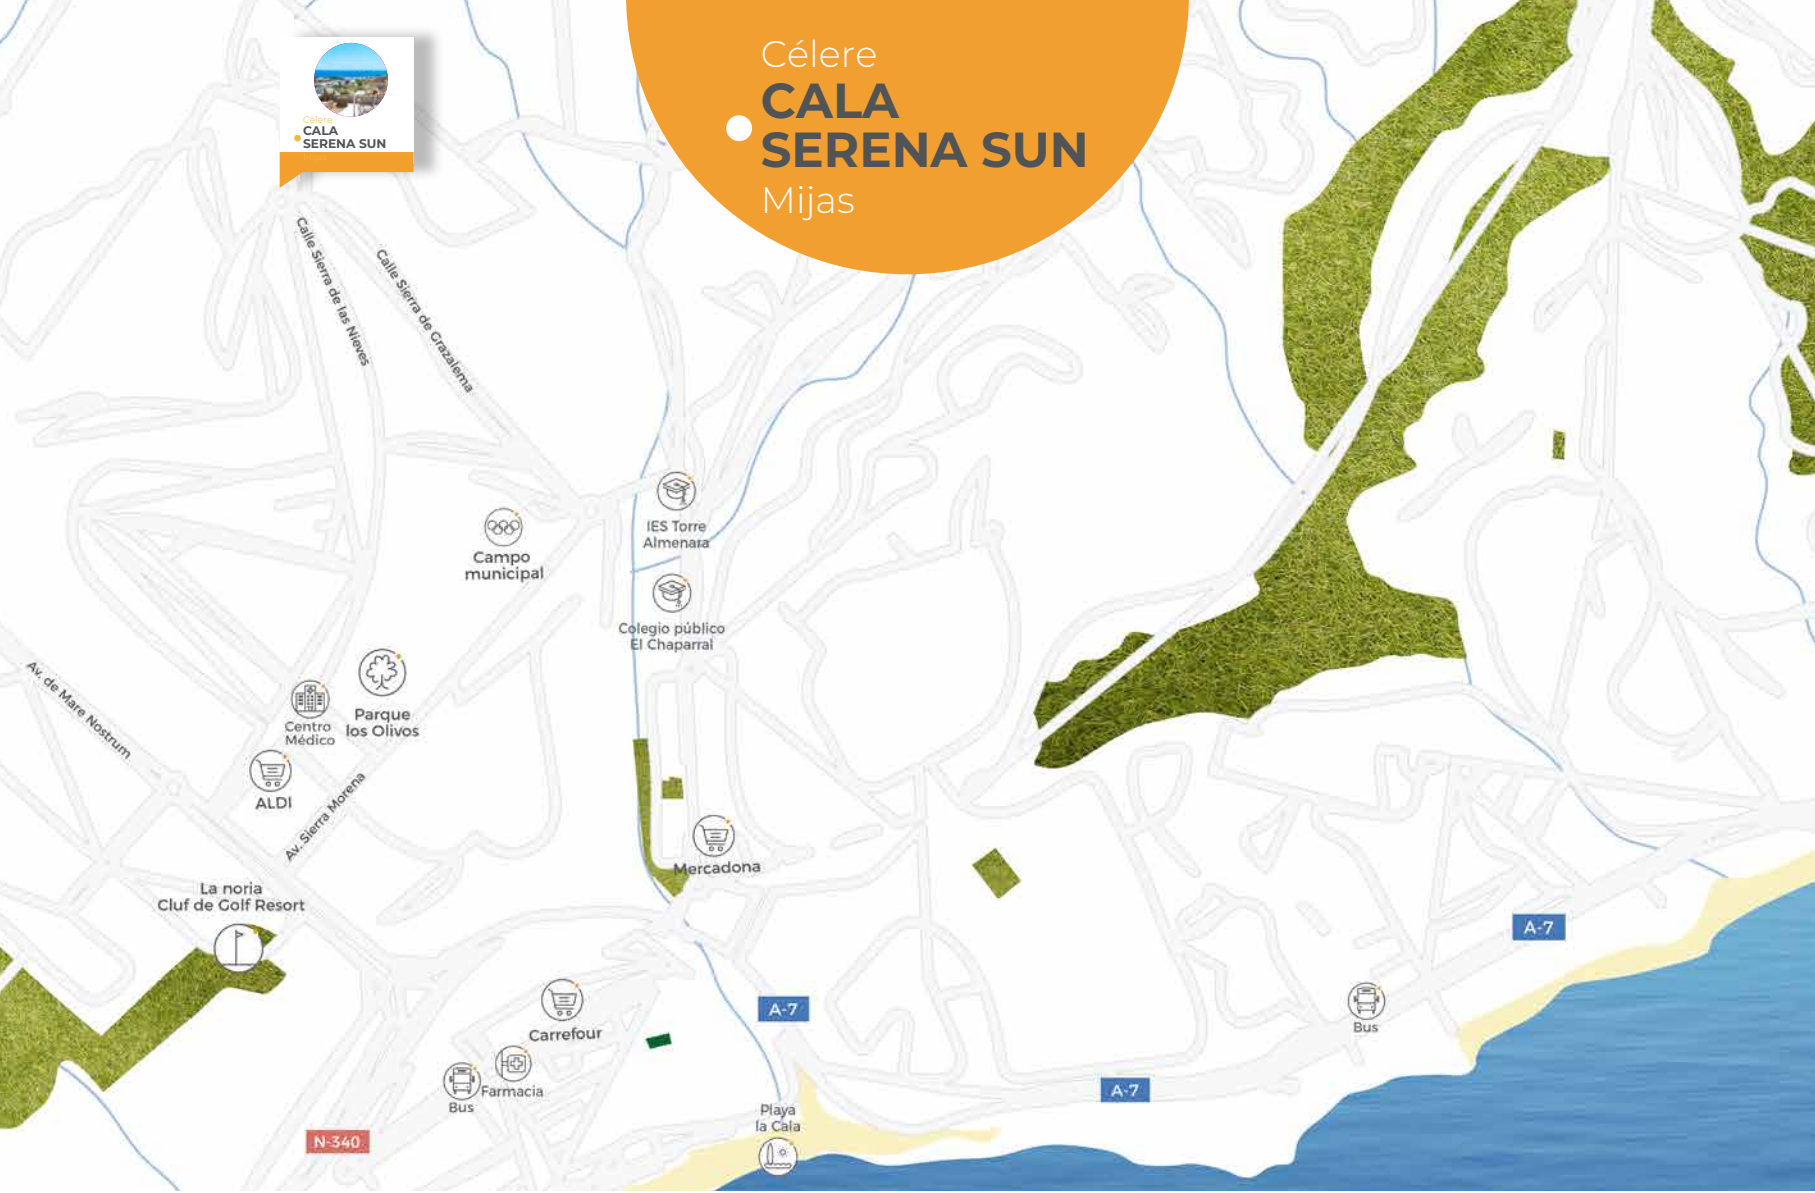 Célere
CALA
SERENA SUN
Mijas
Célere
CALA
SERENA SUN
Calle Sierra de las Nieves
Calle Sierra de Grazalema
IES Torre
Almenara
Campo
municipal
Colegio público
El Chaparral
Av. de Mare Nostrum
Parque
los Olivos
Centro
Médico
ALDI
Av. Sierra Morena
Mercadona
La noria
Cluf de Golf Resort
A-7
Carrefour
A-7
Bus
Farmacia
Bus
A-7
Playa
la Cala
N-340